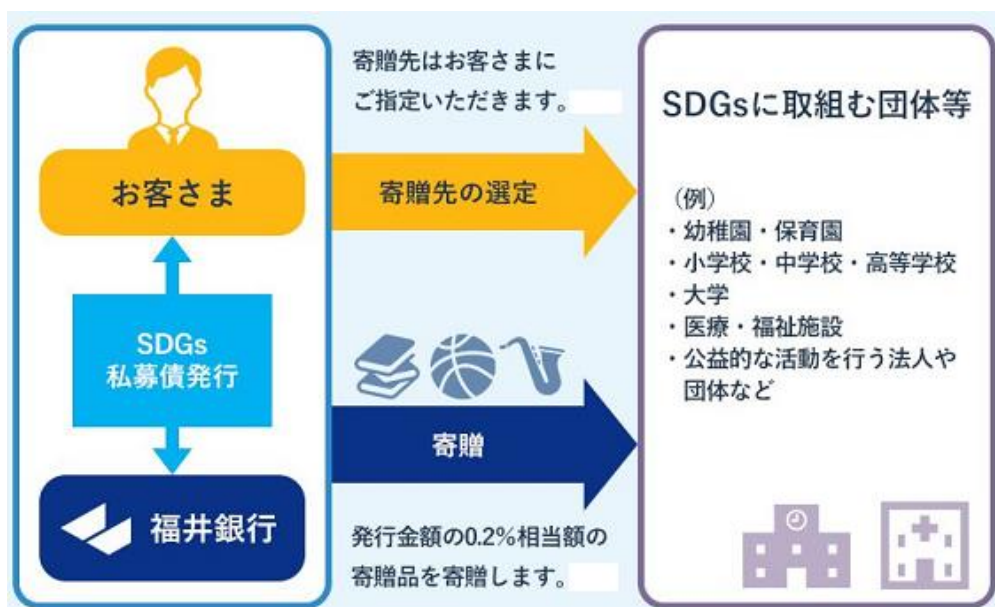 お客さま
SDGs
私募債発行
福井銀行
寄贈先はお客さまに
ご指定いただきます。
寄贈先の選定
寄贈
発行金額の0.2%相当額の
寄贈品を寄贈します。
SDGsに取組む団体等
（例）
・幼稚園・保育園
・小学校・中学校・高等学校
・大学
・医療・福祉施設
・公益的な活動を行う法人や
団体など